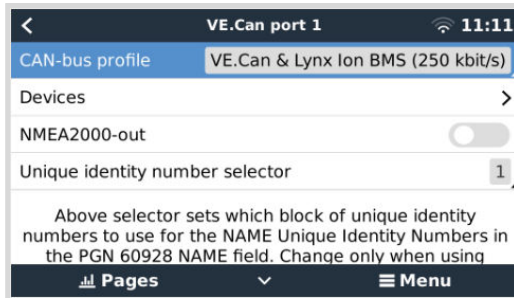 VE.Can port 1 11:11
CAN-bus profile VE.Can & Lynx Ion BMS (250 kbit/s)
Devices
NMEA2000-out
Unique identity number selector 1
Above selector sets which block of unique identity
numbers to use for the NAME Unique Identity Numbers in
the PGN 60928 NAME field. Change only when using
Pages Menu